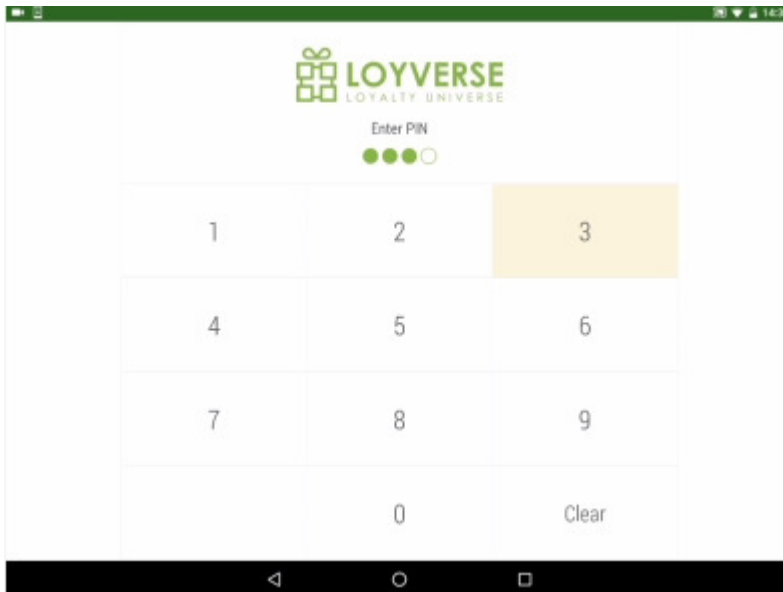 LOYVERSE
LOYALTY UNIVERSE
Enter PIN
1 2 3
4 5 6
7 8 9
0 Clear